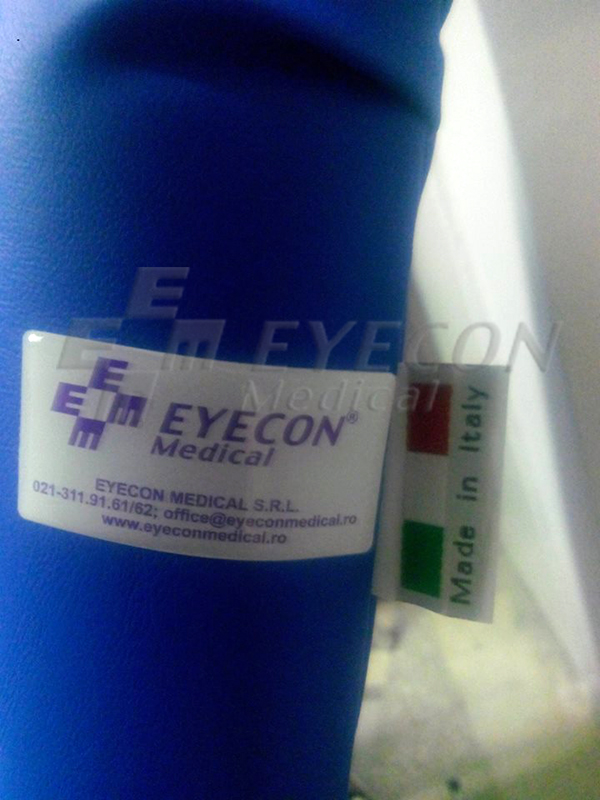 E
E E M
M
EYECON
Medical
E
E E M
M
EYECON®
Medical
EYECON MEDICAL S.R.L.
021-311.91.61/62; office@eyeconmedical.ro
www.eyeconmedical.ro
Made in Italy